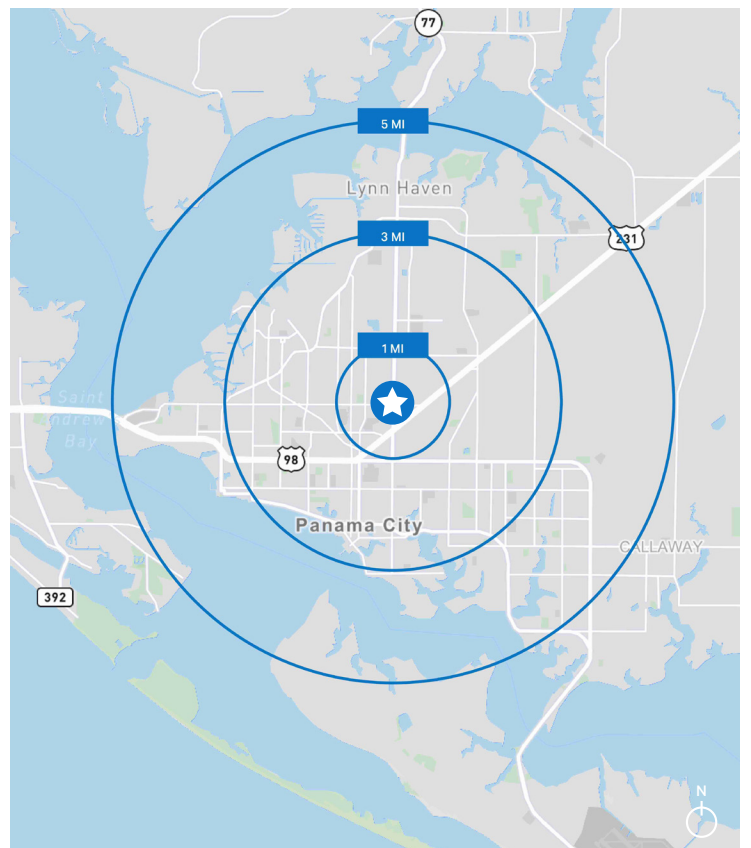 77
5 MI
Lynn Haven
3 MI
231
1 MI
Saint
Andrew
Bay
98
Panama City
CALLAWAY
392
N